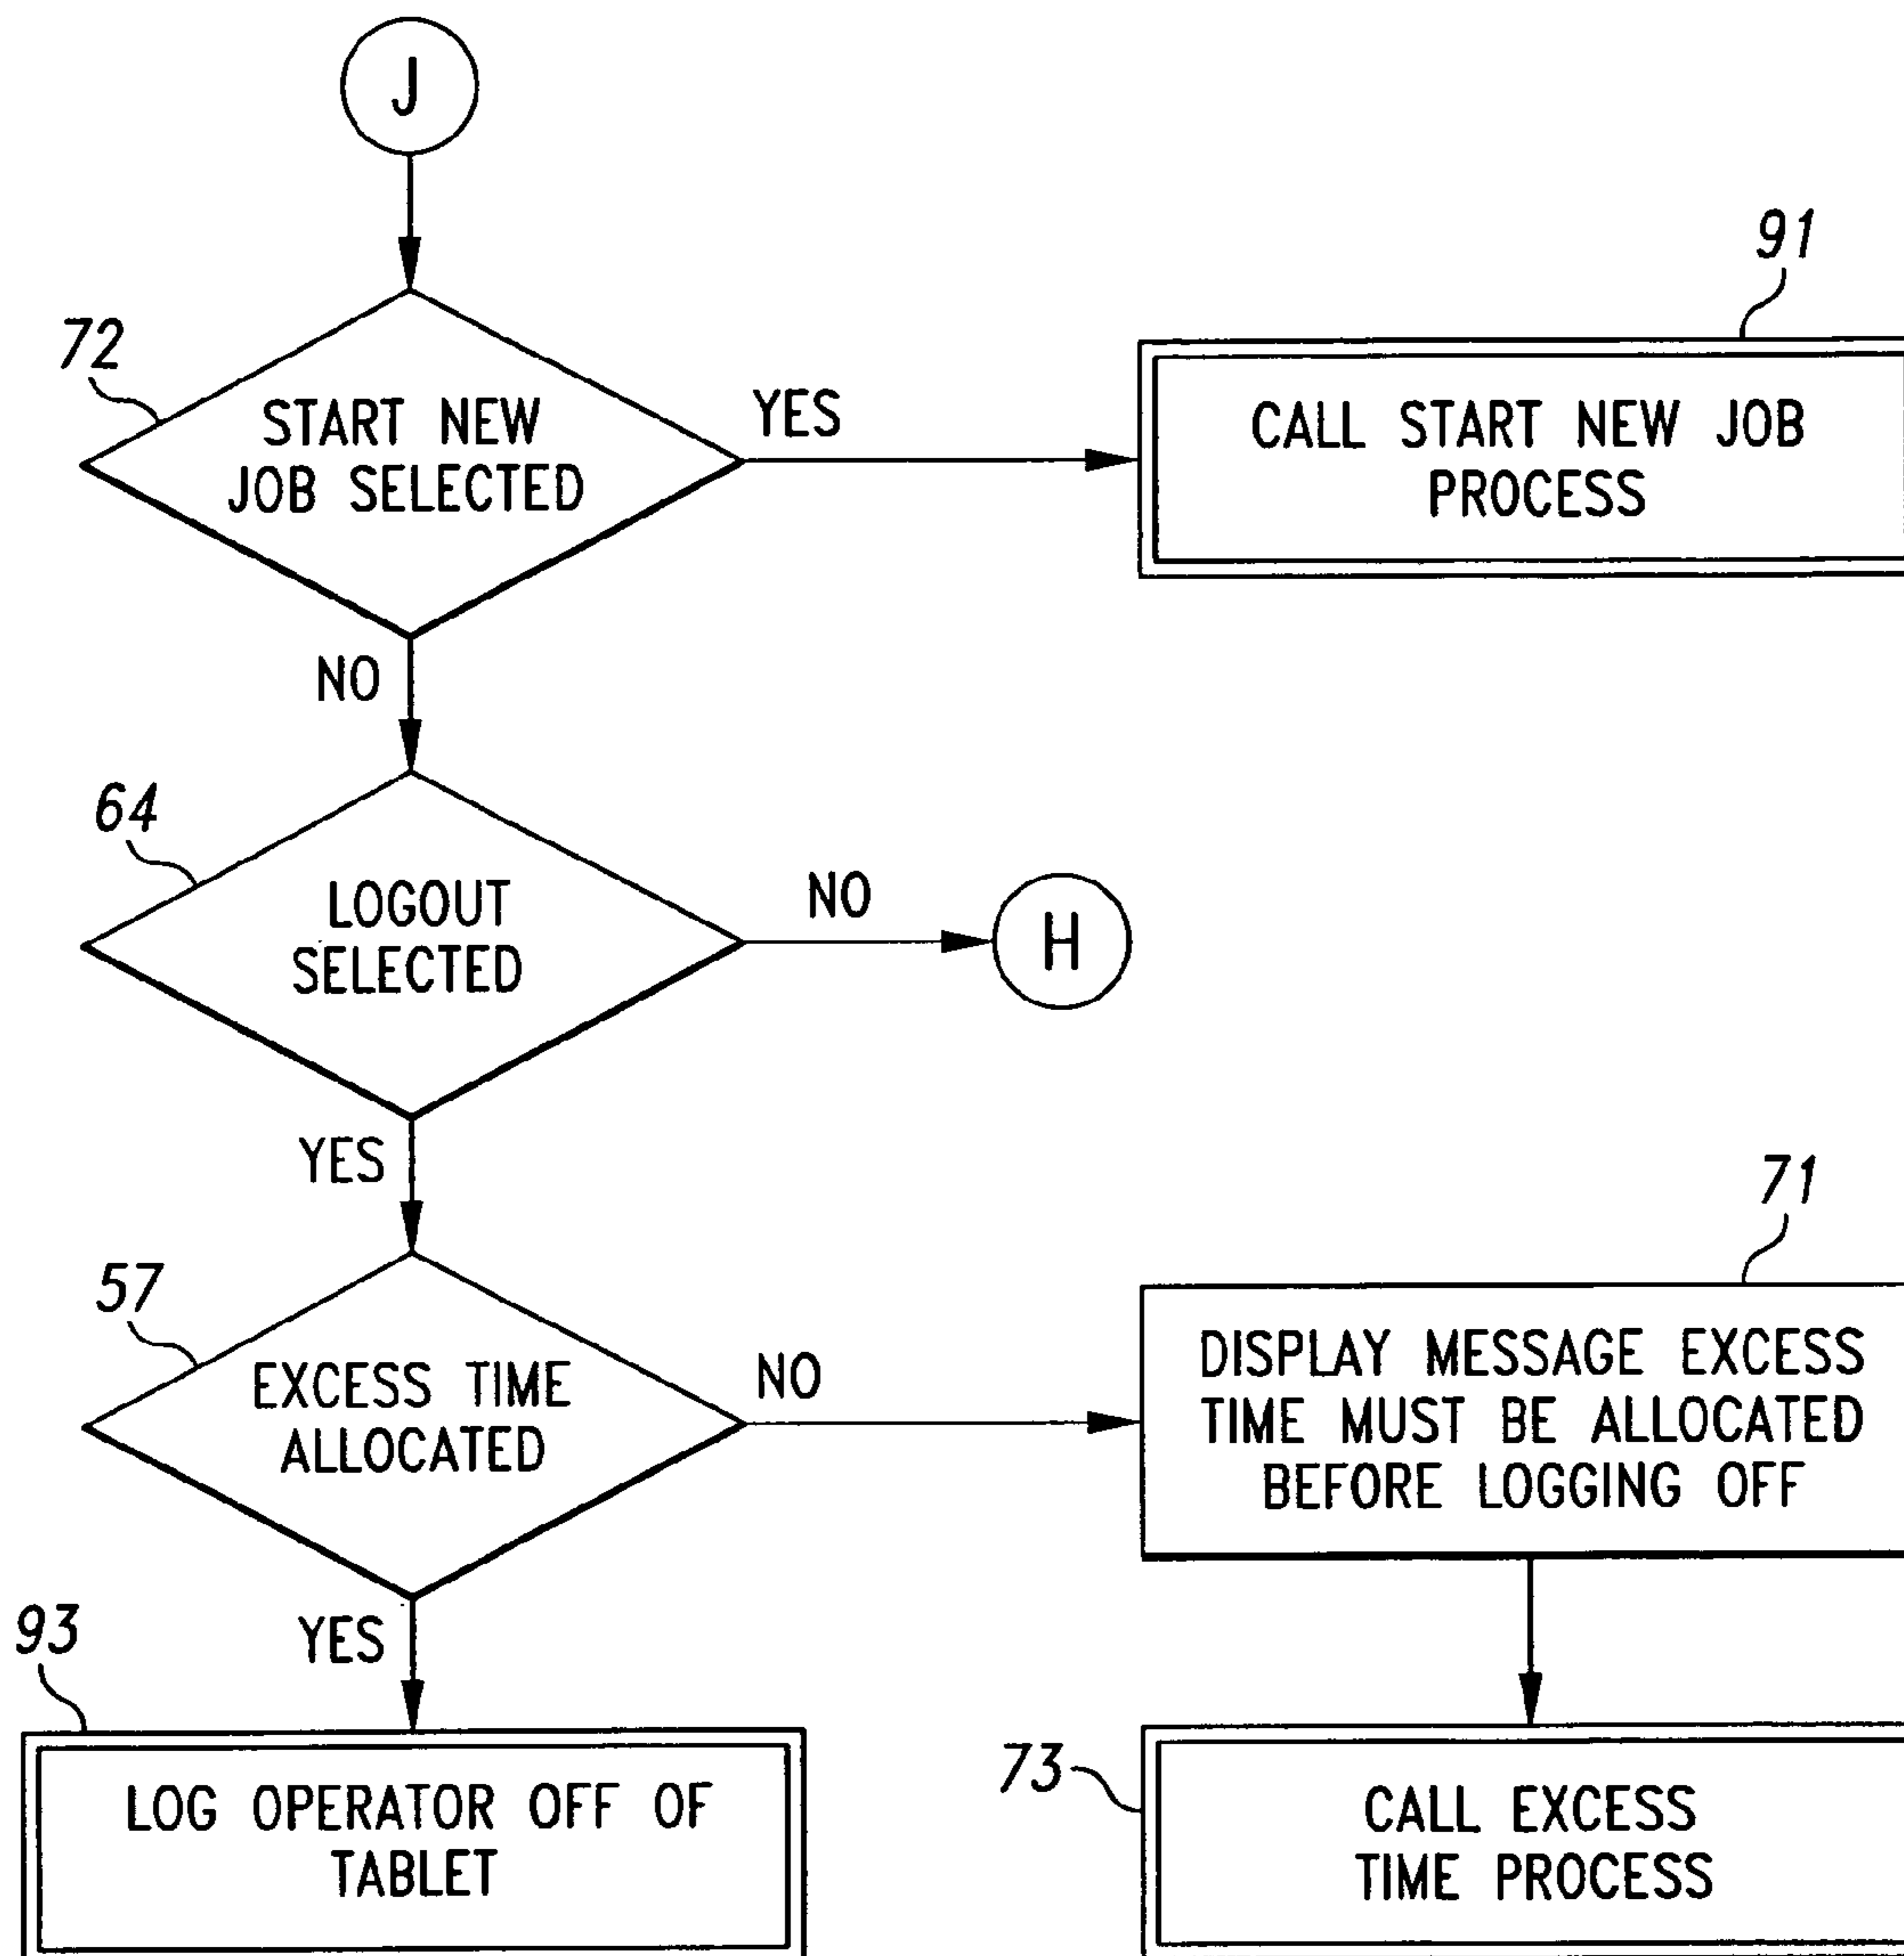 J
72
START NEW
JOB SELECTED
YES
91
CALL START NEW JOB
PROCESS
NO
64
LOGOUT
SELECTED
NO
H
YES
57
EXCESS TIME
ALLOCATED
NO
71
DISPLAY MESSAGE EXCESS
TIME MUST BE ALLOCATED
BEFORE LOGGING OFF
YES
93
LOG OPERATOR OFF OF
TABLET
73
CALL EXCESS
TIME PROCESS